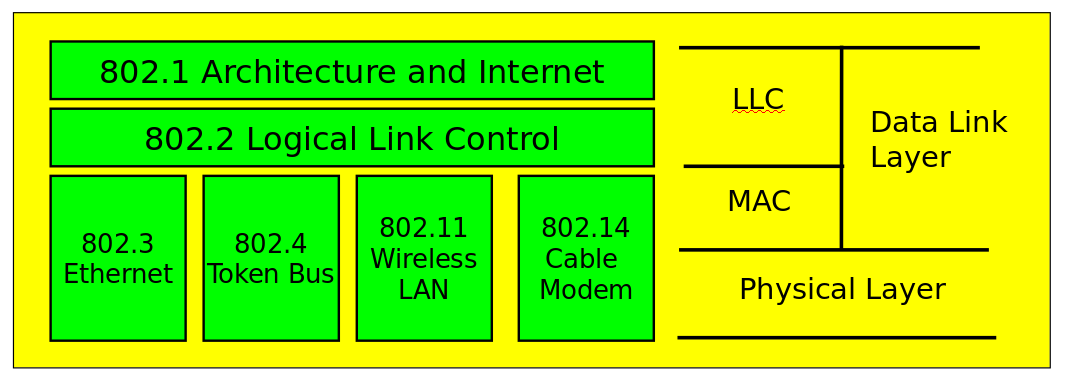 802.1 Architecture and Internet
802.2 Logical Link Control
802.3
Ethernet
802.4
Token Bus
802.11
Wireless
LAN
802.14
Cable
Modem
LLC
MAC
Data Link
Layer
Physical Layer